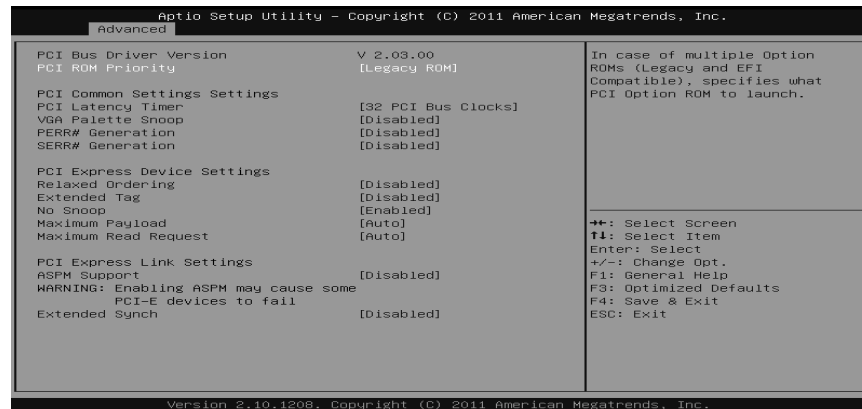 Aptio Setup Utility – Copyright (C) 2011 American Megatrends, Inc.
Advanced
PCI Bus Driver Version V 2.03.00
PCI ROM Priority [Legacy ROM]
PCI Common Settings Settings
PCI Latency Timer [32 PCI Bus Clocks]
VGA Palette Snoop [Disabled]
PERR# Generation [Disabled]
SERR# Generation [Disabled]
PCI Express Device Settings
Relaxed Ordering [Disabled]
Extended Tag [Disabled]
No Snoop [Enabled]
Maximum Payload [Auto]
Maximum Read Request [Auto]
PCI Express Link Settings
ASPM Support [Disabled]
WARNING: Enabling ASPM may cause some
PCI-E devices to fail
Extended Synch [Disabled]
In case of multiple Option
ROMs (Legacy and EFI
Compatible), specifies what
PCI Option ROM to launch.
→←: Select Screen
↑↓: Select Item
Enter: Select
+/-: Change Opt.
F1: General Help
F3: Optimized Defaults
F4: Save & Exit
ESC: Exit
Version 2.10.1208. Copyright (C) 2011 American Megatrends, Inc.